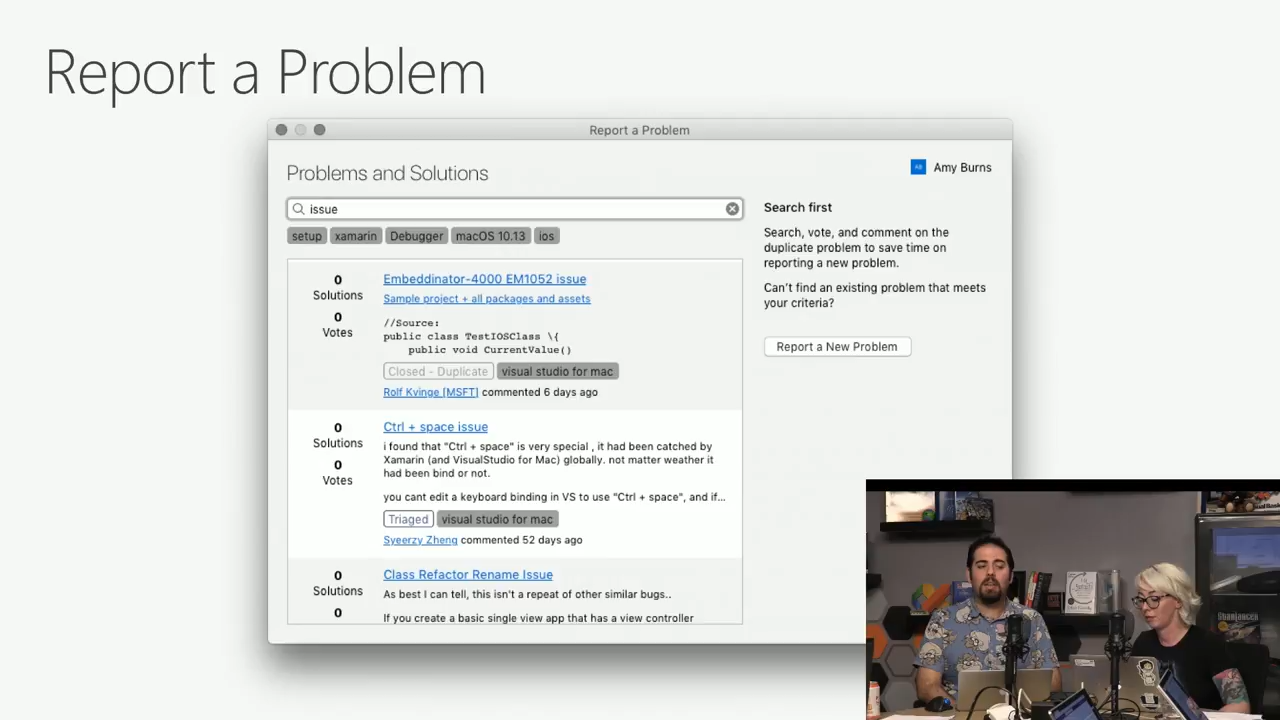 Report a Problem
Report a Problem
Problems and Solutions
Amy Burns
issue
setup xamarin Debugger macOS 10.13 ios
Search first
Search, vote, and comment on the
duplicate problem to save time on
reporting a new problem.
Can't find an existing problem that meets
your criteria?
Report a New Problem
0
Solutions
0
Votes
Embeddinator-4000 EM1052 issue
Sample project + all packages and assets
//Source:
public class TestIOSClass \{
public void CurrentValue()
Closed - Duplicate visual studio for mac
Rolf Kvinge [MSFT] commented 6 days ago
0
Solutions
0
Votes
Ctrl + space issue
i found that "Ctrl + space" is very special , it had been catched by
Xamarin (and VisualStudio for Mac) globally. not matter weather it
had been bind or not.
you cant edit a keyboard binding in VS to use "Ctrl + space", and if...
Triaged visual studio for mac
Syeerzy Zheng commented 52 days ago
0
Solutions
0
Class Refactor Rename Issue
As best I can tell, this isn't a repeat of other similar bugs..
If you create a basic single view app that has a view controller